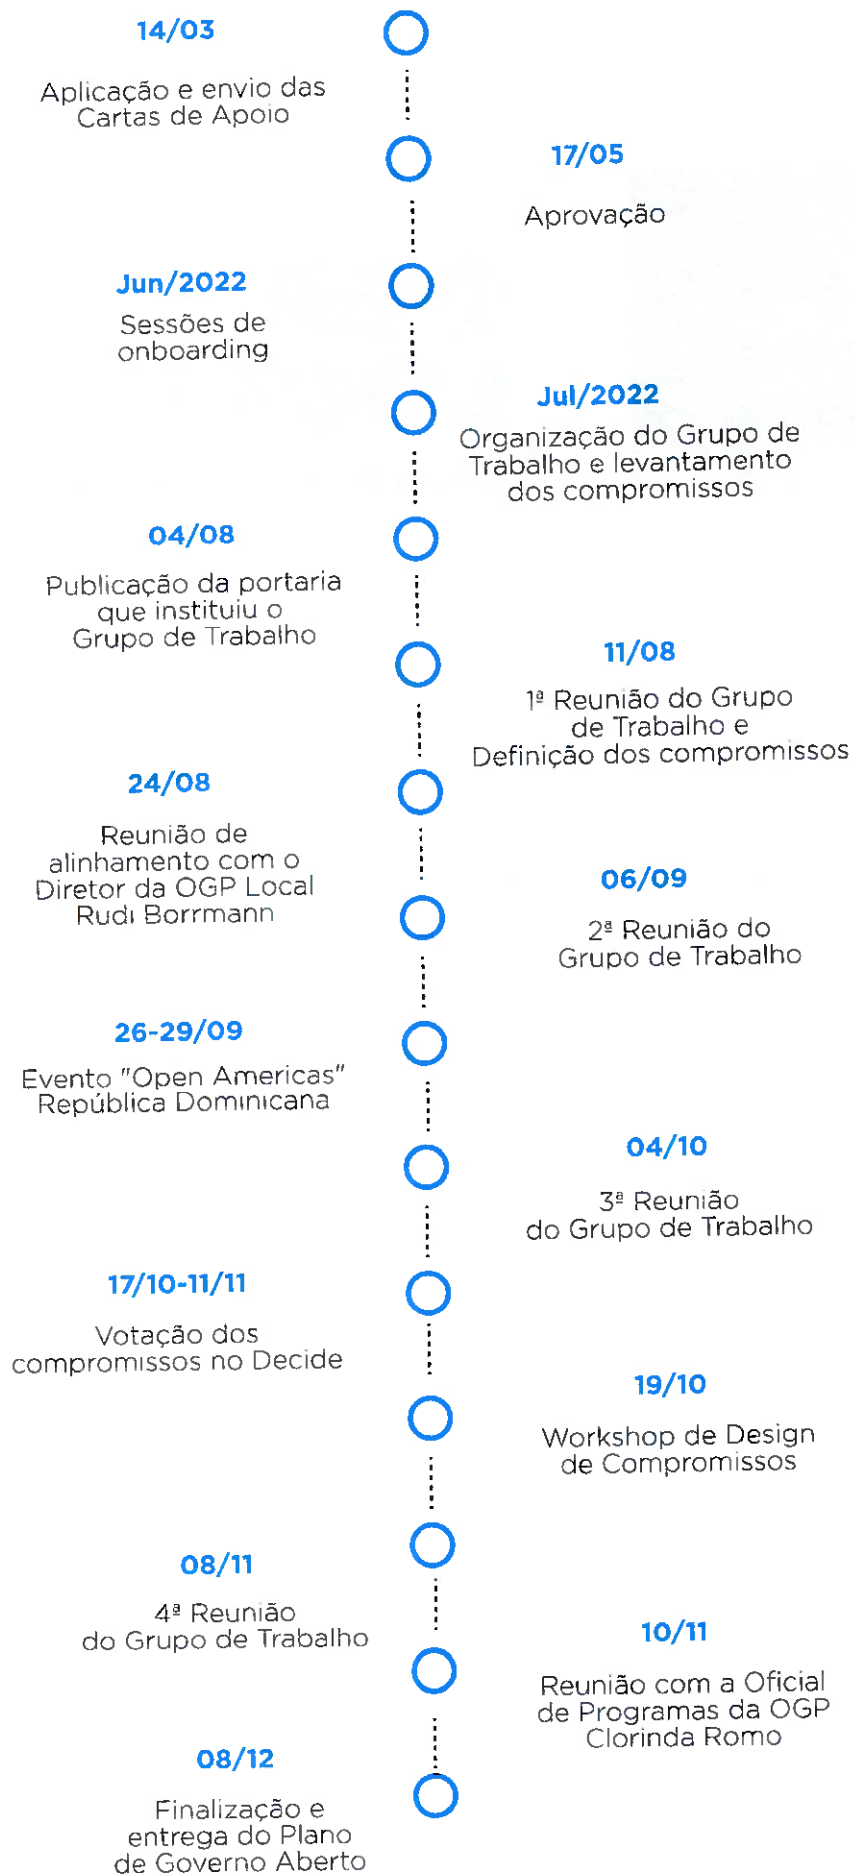 14/03
Aplicação e envio das
Cartas de Apoio
17/05
Aprovação
Jun/2022
Sessões de
onboarding
Jul/2022
Organização do Grupo de
Trabalho e levantamento
dos compromissos
04/08
Publicação da portaria
que instituiu o
Grupo de Trabalho
11/08
1ª Reunião do Grupo
de Trabalho e
Definição dos compromissos
24/08
Reunião de
alinhamento com o
Diretor da OGP Local
Rudi Borrmann
06/09
2ª Reunião do
Grupo de Trabalho
26-29/09
Evento "Open Americas"
República Dominicana
04/10
3ª Reunião
do Grupo de Trabalho
17/10-11/11
Votação dos
compromissos no Decide
19/10
Workshop de Design
de Compromissos
08/11
4ª Reunião
do Grupo de Trabalho
10/11
Reunião com a Oficial
de Programas da OGP
Clorinda Romo
08/12
Finalização e
entrega do Plano
de Governo Aberto